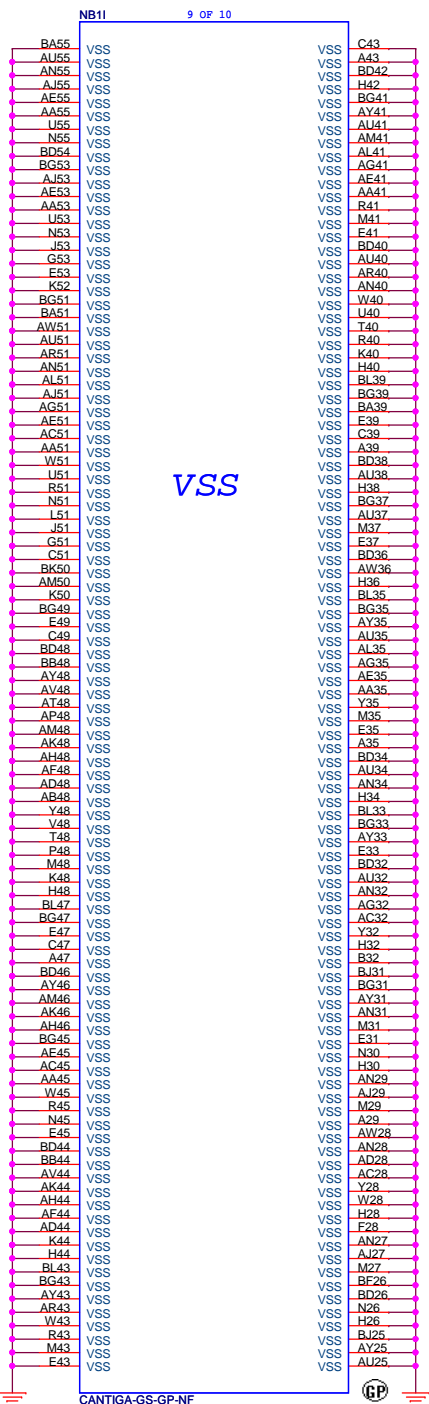 NB1I 9 OF 10
BA55 VSS VSS C43
AU55 VSS VSS A43
AN55 VSS VSS BD42
AJ55 VSS VSS H42
AE55 VSS VSS BG41
AA55 VSS VSS AY41
U55 VSS VSS AU41
N55 VSS VSS AM41
BD54 VSS VSS AL41
BG53 VSS VSS AG41
AJ53 VSS VSS AE41
AE53 VSS VSS AA41
AA53 VSS VSS R41
U53 VSS VSS M41
N53 VSS VSS E41
J53 VSS VSS BD40
G53 VSS VSS AU40
E53 VSS VSS AR40
K52 VSS VSS AN40
BG51 VSS VSS W40
BA51 VSS VSS U40
AW51 VSS VSS T40
AU51 VSS VSS R40
AR51 VSS VSS K40
AN51 VSS VSS H40
AL51 VSS VSS BL39
AJ51 VSS VSS BG39
AG51 VSS VSS BA39
AE51 VSS VSS E39
AC51 VSS VSS C39
AA51 VSS VSS A39
W51 VSS VSS BD38
U51 VSS VSS AU38
VSS
R51 VSS VSS H38
N51 VSS VSS BG37
L51 VSS VSS AU37
J51 VSS VSS M37
G51 VSS VSS E37
C51 VSS VSS BD36
BK50 VSS VSS AW36
AM50 VSS VSS H36
K50 VSS VSS BL35
BG49 VSS VSS BG35
E49 VSS VSS AY35
C49 VSS VSS AU35
BD48 VSS VSS AL35
BB48 VSS VSS AG35
AY48 VSS VSS AE35
AV48 VSS VSS AA35
AT48 VSS VSS Y35
AP48 VSS VSS M35
AM48 VSS VSS E35
AK48 VSS VSS A35
AH48 VSS VSS BD34
AF48 VSS VSS AU34
AD48 VSS VSS AN34
AB48 VSS VSS H34
Y48 VSS VSS BL33
V48 VSS VSS BG33
T48 VSS VSS AY33
P48 VSS VSS E33
M48 VSS VSS BD32
K48 VSS VSS AU32
H48 VSS VSS AN32
BL47 VSS VSS AG32
BG47 VSS VSS AC32
E47 VSS VSS Y32
C47 VSS VSS H32
A47 VSS VSS B32
BD46 VSS VSS BJ31
AY46 VSS VSS BG31
AM46 VSS VSS AY31
AK46 VSS VSS AN31
AH46 VSS VSS M31
BG45 VSS VSS E31
AE45 VSS VSS N30
AC45 VSS VSS H30
AA45 VSS VSS AN29
W45 VSS VSS AJ29
R45 VSS VSS M29
N45 VSS VSS A29
E45 VSS VSS AW28
BD44 VSS VSS AN28
BB44 VSS VSS AD28
AV44 VSS VSS AC28
AK44 VSS VSS Y28
AH44 VSS VSS W28
AF44 VSS VSS H28
AD44 VSS VSS F28
K44 VSS VSS AN27
H44 VSS VSS AJ27
BL43 VSS VSS M27
BG43 VSS VSS BF26
AY43 VSS VSS BD26
AR43 VSS VSS N26
W43 VSS VSS H26
R43 VSS VSS BJ25
M43 VSS VSS AY25
E43 VSS VSS AU25
CANTIGA-GS-GP-NF GP